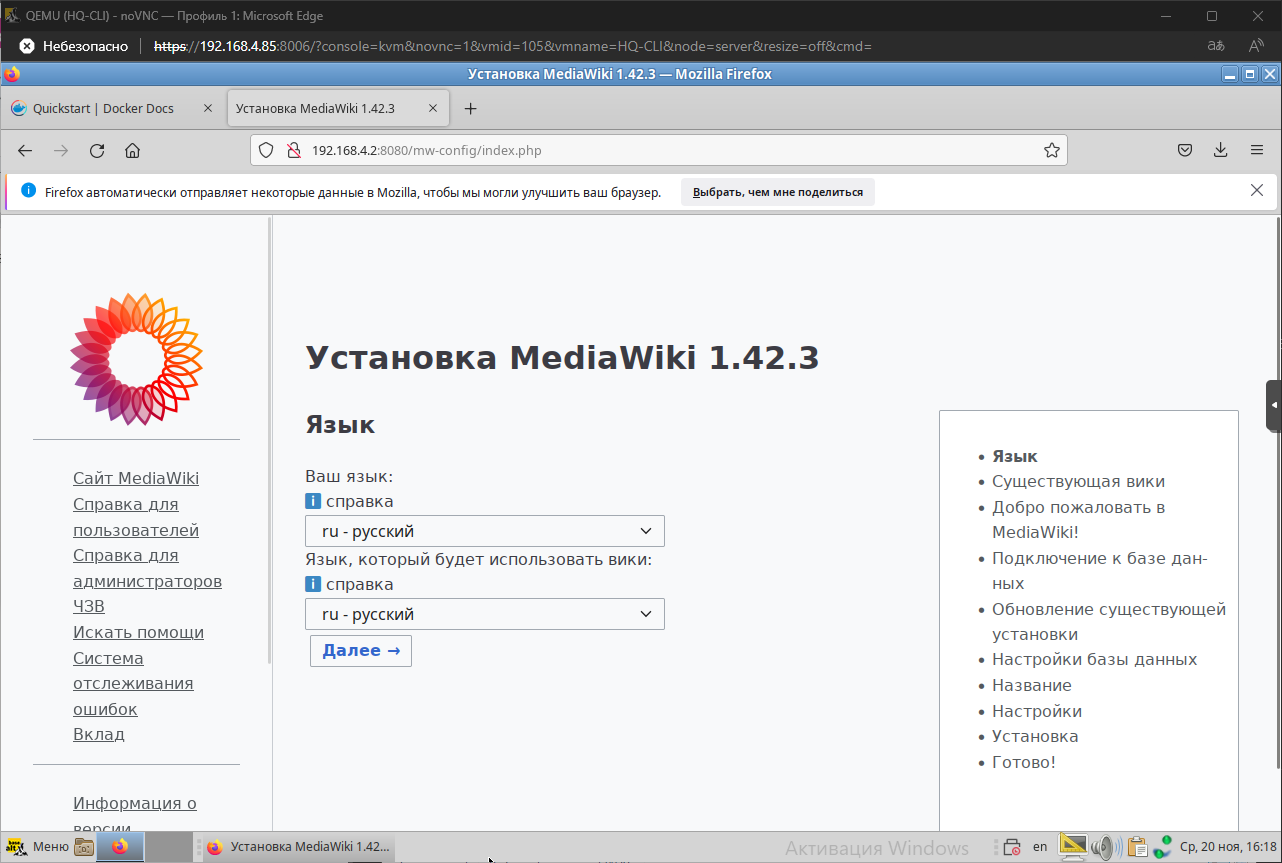 QEMU (HQ-CLI) - noVNC — Профиль 1: Microsoft Edge
Небезопасно
https://192.168.4.85:8006/?console=kvm&novnc=1&vmid=105&vmname=HQ-CLI&node=server&resize=off&cmd=
Установка MediaWiki 1.42.3 — Mozilla Firefox
Quickstart | Docker Docs
Установка MediaWiki 1.42.3
192.168.4.2:8080/mw-config/index.php
Firefox автоматически отправляет некоторые данные в Mozilla, чтобы мы могли улучшить ваш браузер.
Выбрать, чем мне поделиться
Сайт MediaWiki
Справка для
пользователей
Справка для
администраторов
ЧЗВ
Искать помощи
Система
отслеживания
ошибок
Вклад
Информация о
версии
Установка MediaWiki 1.42.3
Язык
Ваш язык:
справка
ru - русский
Язык, который будет использовать вики:
справка
ru - русский
Далее →
• Язык
• Существующая вики
• Добро пожаловать в
MediaWiki!
• Подключение к базе дан-
ных
• Обновление существующей
установки
• Настройки базы данных
• Название
• Настройки
• Установка
• Готово!
Меню
Установка MediaWiki 1.42...
Активация Windows
en
Ср, 20 ноя, 16:18